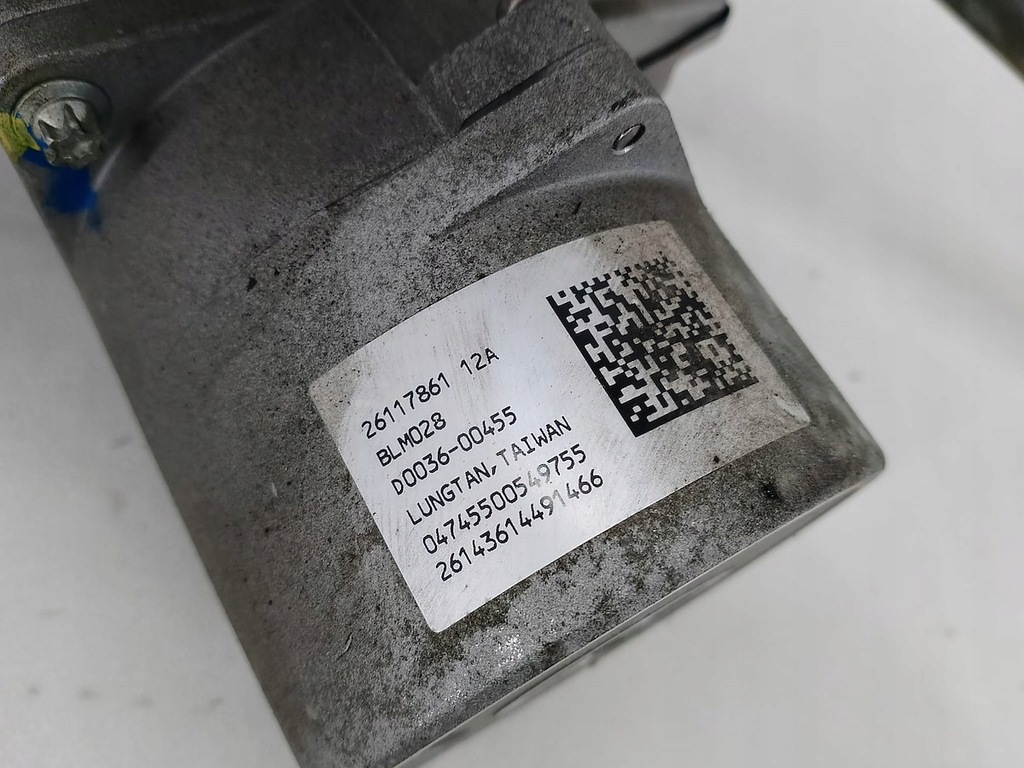 26117861 12A
BLM028
D0036-00455
LUNGTAN, TAIWAN
04745500549755
26143614491466